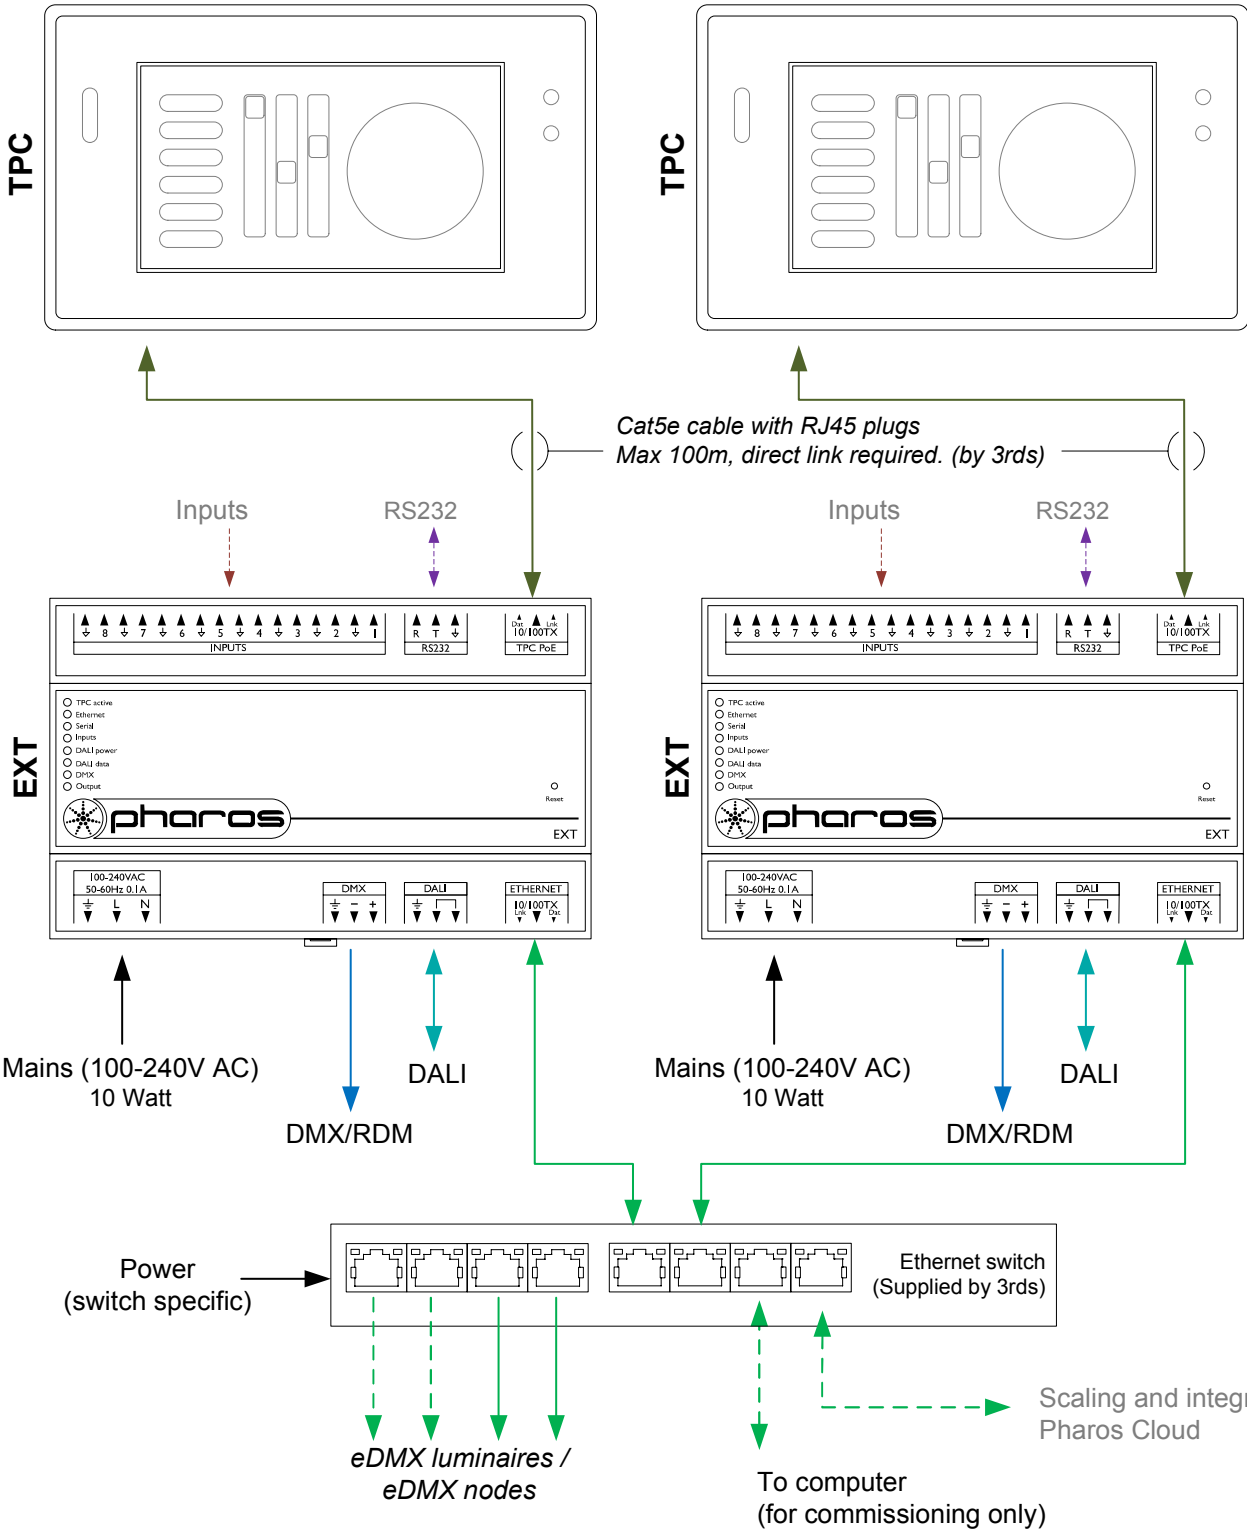 TPC
TPC
Cat5e cable with RJ45 plugs
Max 100m, direct link required. (by 3rds)
Inputs
RS232
Inputs
RS232
8 7 6 5 4 3 2 1
INPUTS
R T
RS232
Dat Lnk
10/100TX
TPC PoE
8 7 6 5 4 3 2 1
INPUTS
R T
RS232
Dat Lnk
10/100TX
TPC PoE
EXT
TPC active
Ethernet
Serial
Inputs
DALI power
DALI data
DMX
Output
Reset
pharos
EXT
EXT
TPC active
Ethernet
Serial
Inputs
DALI power
DALI data
DMX
Output
Reset
pharos
EXT
100-240VAC
50-60Hz 0.1A
L N
DMX
- +
DALI
ETHERNET
10/100TX
Lnk Dat
100-240VAC
50-60Hz 0.1A
L N
DMX
- +
DALI
ETHERNET
10/100TX
Lnk Dat
Mains (100-240V AC)
10 Watt
DALI
DMX/RDM
Mains (100-240V AC)
10 Watt
DALI
DMX/RDM
Power
(switch specific)
Ethernet switch
(Supplied by 3rds)
Scaling and integr
Pharos Cloud
eDMX luminaires /
eDMX nodes
To computer
(for commissioning only)